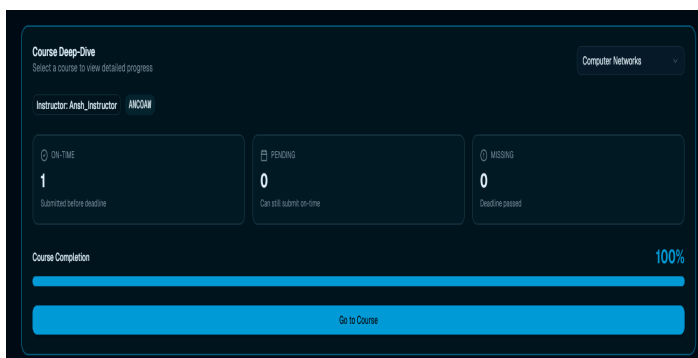 Course Deep-Dive
Select a course to view detailed progress
Computer Networks
Instructor: Ansh_Instructor
ANCOAW
ON-TIME
1
Submitted before deadline
PENDING
0
Can still submit on-time
MISSING
0
Deadline passed
Course Completion
100%
Go to Course